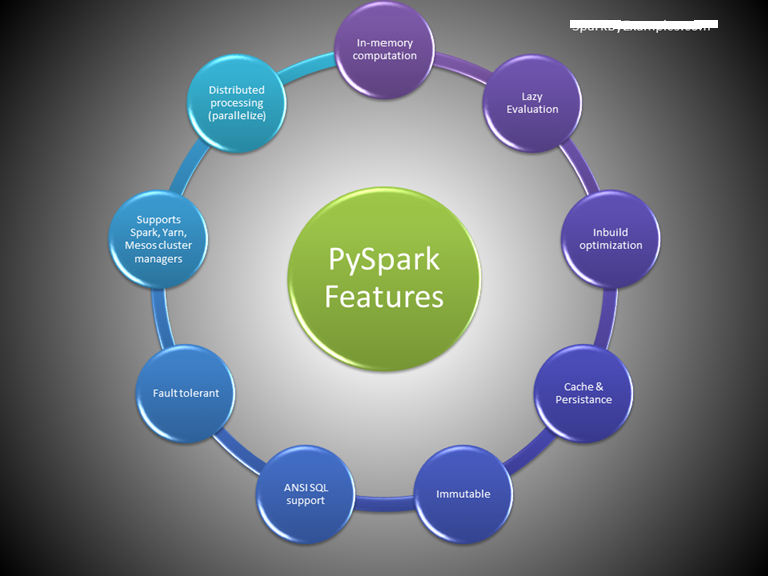 PySpark
Features
In-memory
computation
Lazy
Evaluation
Inbuild
optimization
Cache &
Persistance
Immutable
ANSI SQL
support
Fault tolerant
Supports
Spark, Yarn,
Mesos cluster
managers
Distributed
processing
(parallelize)